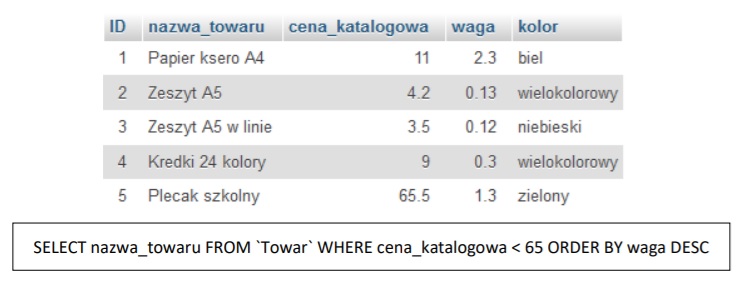 ID nazwa_towaru cena_katalogowa waga kolor
1 Papier ksero A4 11 2.3 biel
2 Zeszyt A5 4.2 0.13 wielokolorowy
3 Zeszyt A5 w linie 3.5 0.12 niebieski
4 Kredki 24 kolory 9 0.3 wielokolorowy
5 Plecak szkolny 65.5 1.3 zielony
SELECT nazwa_towaru FROM `Towar` WHERE cena_katalogowa < 65 ORDER BY waga DESC